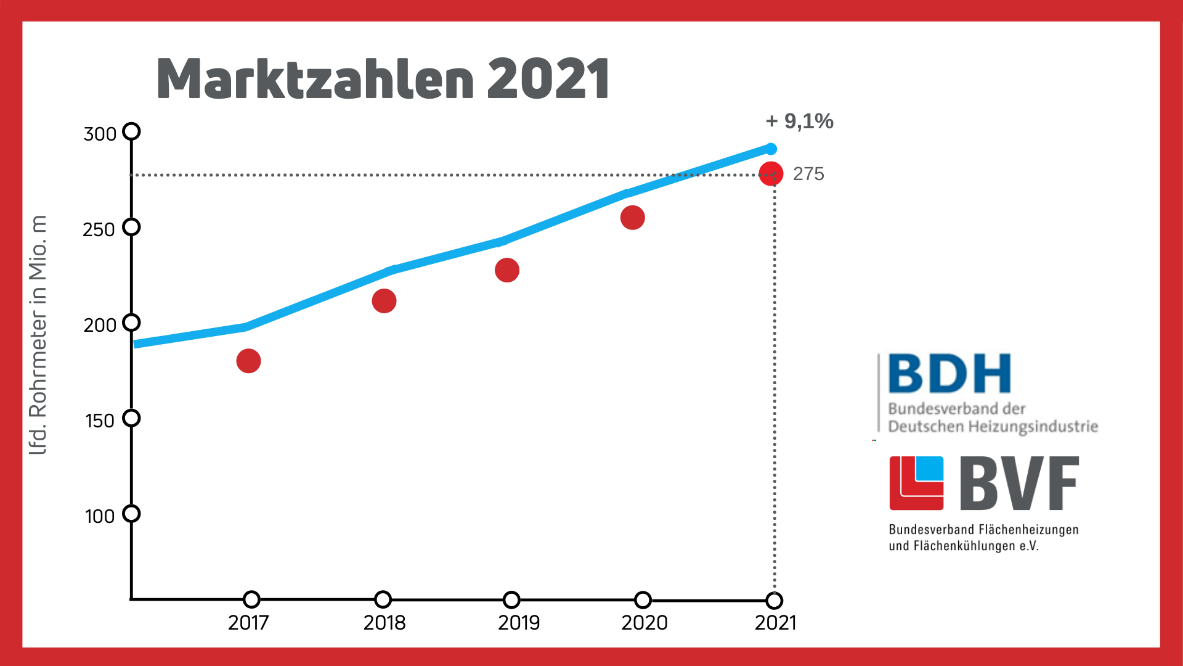 Marktzahlen 2021
+ 9,1%
300
275
250
200
150
100
lfd. Rohrmeter in Mio. m
2017
2018
2019
2020
2021
BDH
Bundesverband der
Deutschen Heizungsindustrie
BVF
Bundesverband Flächenheizungen
und Flächenkühlungen e.V.